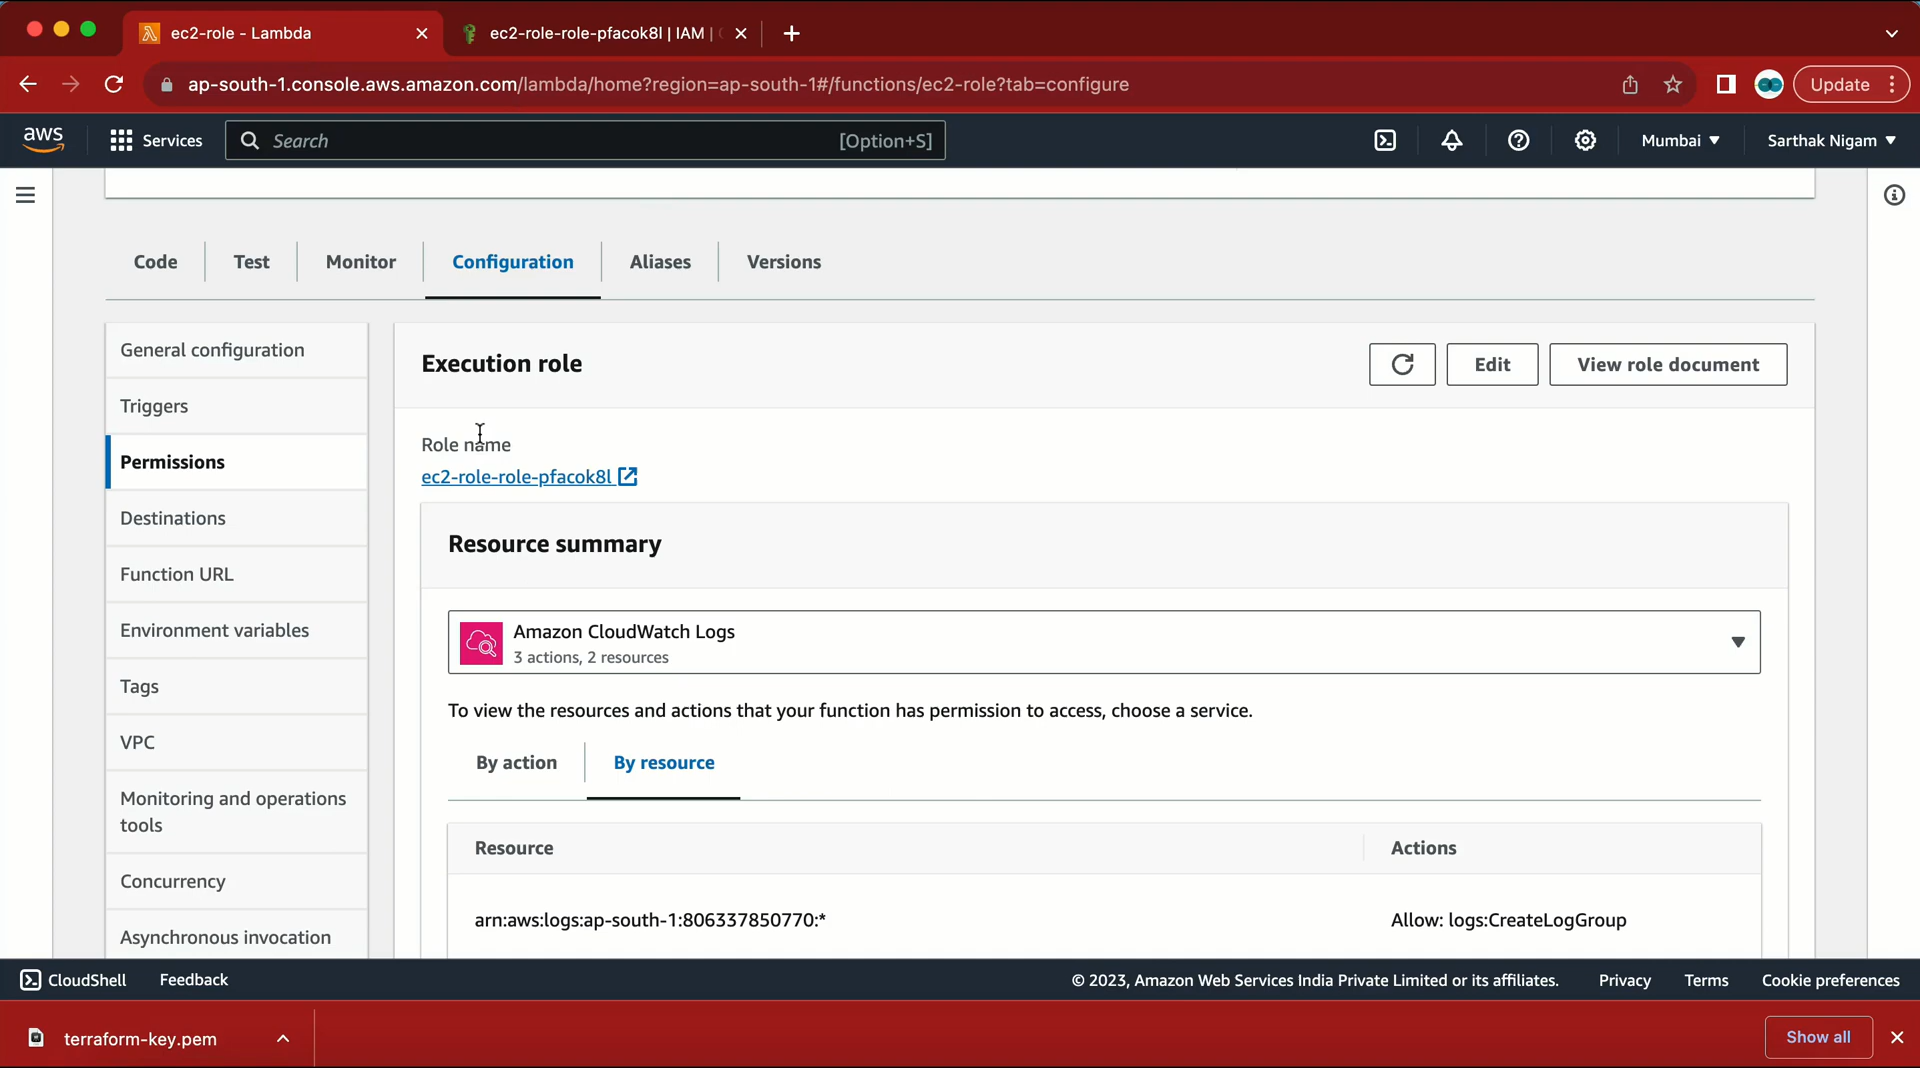 ec2-role - Lambda
ec2-role-role-pfacok8l | IAM |
ap-south-1.console.aws.amazon.com/lambda/home?region=ap-south-1#/functions/ec2-role?tab=configure
Update
aws
Services
Search
[Option+S]
Mumbai
Sarthak Nigam
Code
Test
Monitor
Configuration
Aliases
Versions
General configuration
Triggers
Permissions
Destinations
Function URL
Environment variables
Tags
VPC
Monitoring and operations
tools
Concurrency
Asynchronous invocation
Execution role
Edit
View role document
Role name
ec2-role-role-pfacok8l
Resource summary
Amazon CloudWatch Logs
3 actions, 2 resources
To view the resources and actions that your function has permission to access, choose a service.
By action
By resource
Resource
Actions
arn:aws:logs:ap-south-1:806337850770:*
Allow: logs:CreateLogGroup
CloudShell
Feedback
© 2023, Amazon Web Services India Private Limited or its affiliates.
Privacy
Terms
Cookie preferences
terraform-key.pem
Show all